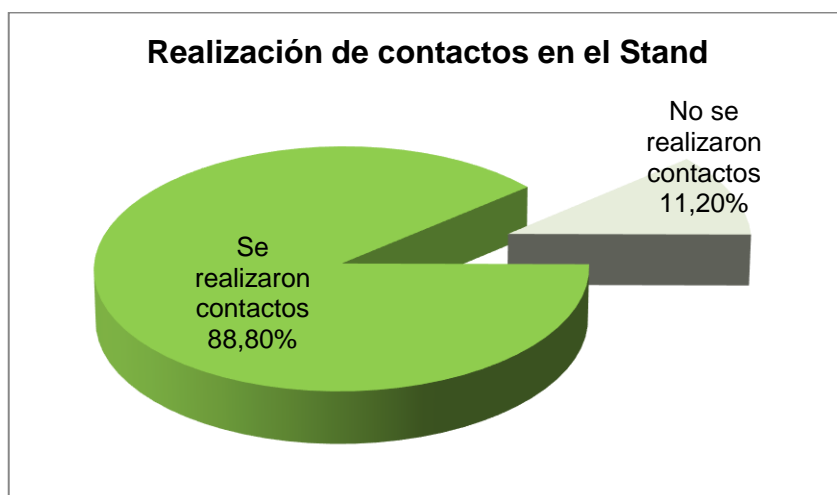 Realización de contactos en el Stand
No se
realizaron
contactos
11,20%
Se
realizaron
contactos
88,80%